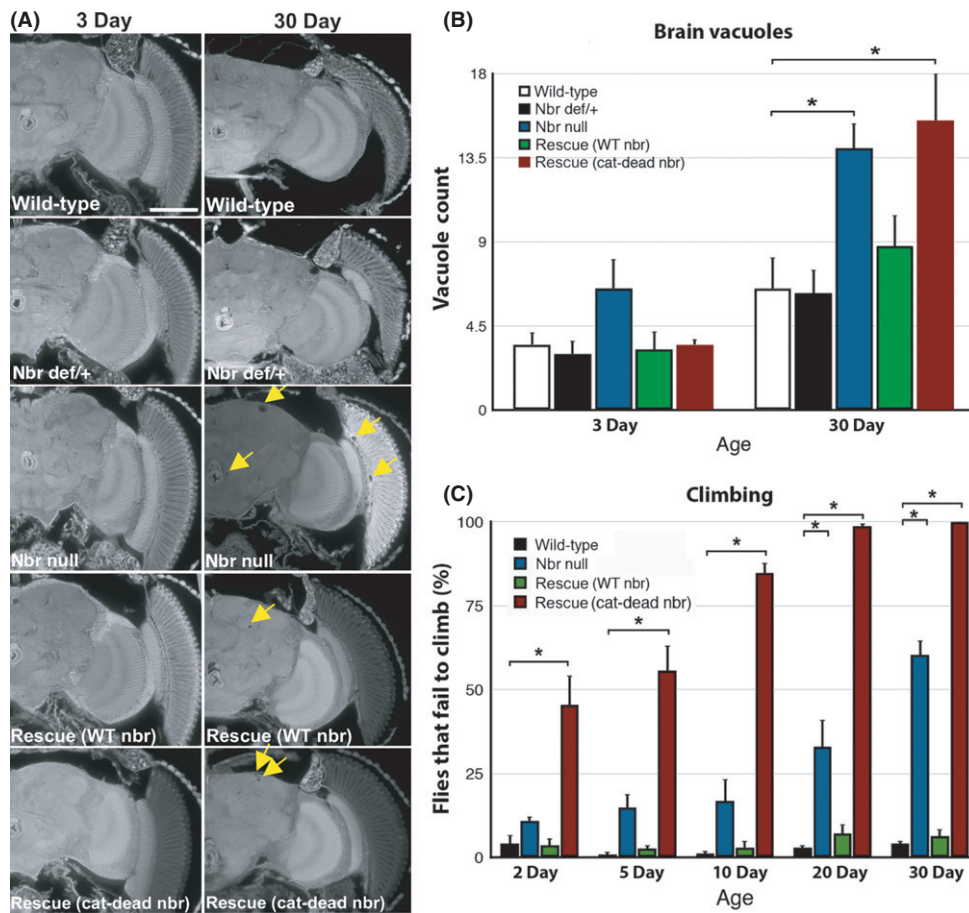 (A)
3 Day
30 Day
Wild-type
Wild-type
Nbr def/+
Nbr def/+
Nbr null
Nbr null
Rescue (WT nbr)
Rescue (WT nbr)
Rescue (cat-dead nbr)
Rescue (cat-dead nbr)
(B)
Brain vacuoles
*
*
18
13.5
9
4.5
0
Vacuole count
Wild-type
Nbr def/+
Nbr null
Rescue (WT nbr)
Rescue (cat-dead nbr)
3 Day
30 Day
Age
(C)
Climbing
100
75
50
25
0
Flies that fail to climb (%)
Wild-type
Nbr null
Rescue (WT nbr)
Rescue (cat-dead nbr)
*
*
*
*
*
*
*
2 Day
5 Day
10 Day
20 Day
30 Day
Age